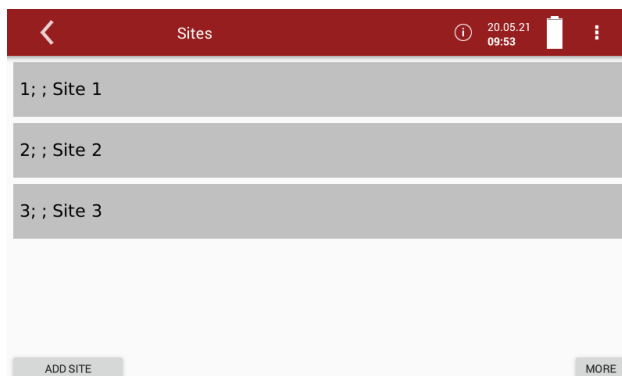 Sites
20.05.21
09:53
1; ; Site 1
2; ; Site 2
3; ; Site 3
ADD SITE
MORE